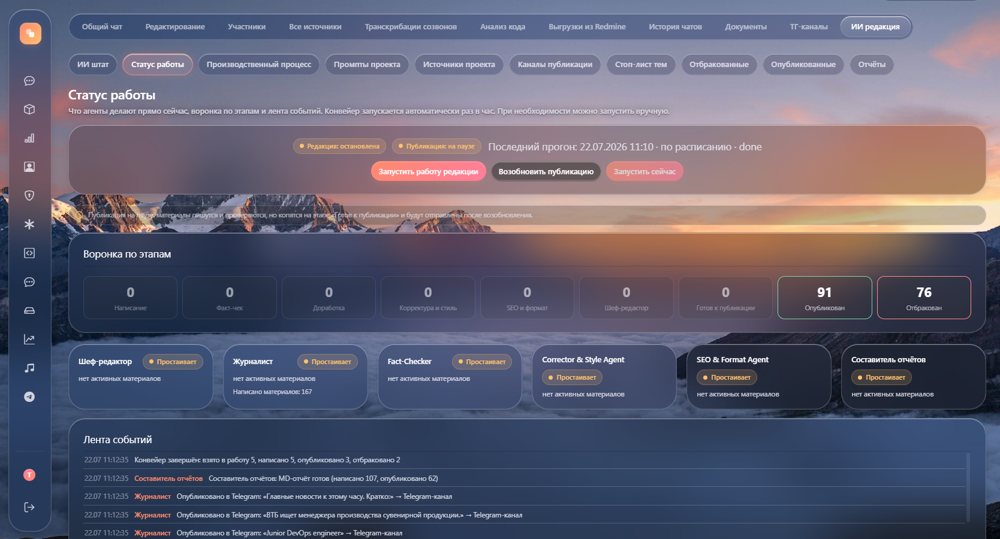 Общий чат
Редактирование
Участники
Все источники
Транскрибации созвонов
Анализ кода
Выгрузки из Redmine
История чатов
Документы
ТГ-каналы
ИИ редакция
ИИ штат
Статус работы
Производственный процесс
Промпты проекта
Источники проекта
Каналы публикации
Стоп-лист тем
Отбракованные
Опубликованные
Отчёты
Статус работы
Что агенты делают прямо сейчас, воронка по этапам и лента событий. Конвейер запускается автоматически раз в час. При необходимости можно запустить вручную.
Редакция: остановлена
Публикация: на паузе
Последний прогон: 22.07.2026 11:10 · по расписанию · done
Запустить работу редакции
Возобновить публикацию
Запустить сейчас
Публикация на паузе: материалы пишутся и проверяются, но копятся на этапе «Готов к публикации» и будут отправлены после возобновления.
Воронка по этапам
0
Написание
0
Факт-чек
0
Доработка
0
Корректура и стиль
0
SEO и формат
0
Шеф-редактор
0
Готов к публикации
91
Опубликован
76
Отбракован
Шеф-редактор
Простаивает
нет активных материалов
Журналист
Простаивает
нет активных материалов
Написано материалов: 167
Fact-Checker
Простаивает
нет активных материалов
Corrector & Style Agent
Простаивает
нет активных материалов
SEO & Format Agent
Простаивает
нет активных материалов
Составитель отчётов
Простаивает
нет активных материалов
Лента событий
22.07 11:12:35 Конвейер завершён: взято в работу 5, написано 5, опубликовано 3, отбраковано 2
22.07 11:12:35 Составитель отчётов Составитель отчётов: MD-отчёт готов (написано 107, опубликовано 62)
22.07 11:12:35 Журналист Опубликовано в Telegram: «Главные новости к этому часу. Кратко:» → Telegram-канал
22.07 11:12:35 Журналист Опубликовано в Telegram: «ВТБ ищет менеджера производства сувенирной продукции.» → Telegram-канал
22.07 11:12:35 Журналист Опубликовано в Telegram: «Junior DevOps engineer» → Telegram-канал
T